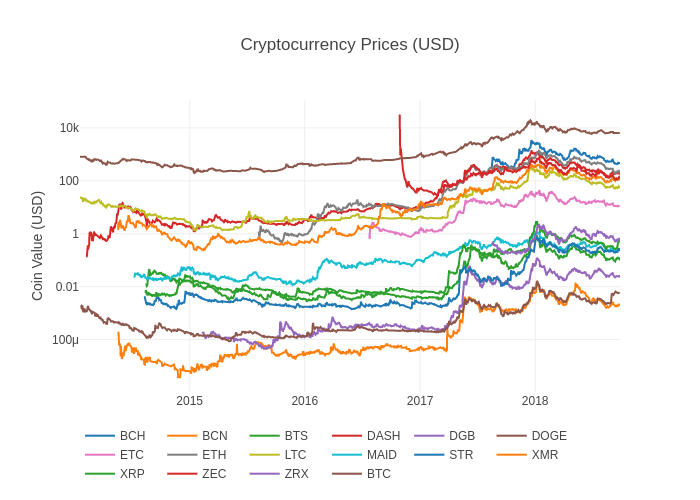 Cryptocurrency Prices (USD)
Coin Value (USD)
10k
100
1
0.01
100μ
2015 2016 2017 2018
BCH BCN BTS DASH DGB DOGE
ETC ETH LTC MAID STR XMR
XRP ZEC ZRX BTC